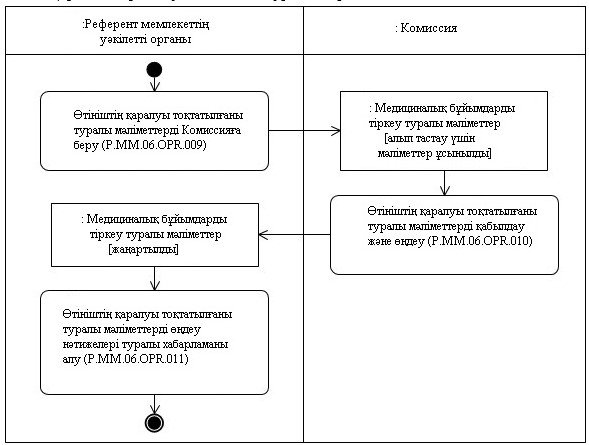 :Референт мемлекеттің
уәкілетті органы
: Комиссия
Өтініштің қаралуы тоқтатылғаны
туралы мәліметтерді Комиссияға
беру (P.MM.06.OPR.009)
: Медициналық бұйымдарды
тіркеу туралы мәліметтер
[алып тастау үшін
мәліметтер ұсынылды]
Өтініштің қаралуы тоқтатылғаны
туралы мәліметтерді қабылдау
және өңдеу (P.MM.06.OPR.010)
: Медициналық бұйымдарды
тіркеу туралы мәліметтер
[жаңартылды]
Өтініштің қаралуы тоқтатылғаны
туралы мәліметтерді өңдеу
нәтижелері туралы хабарламаны
алу (P.MM.06.OPR.011)